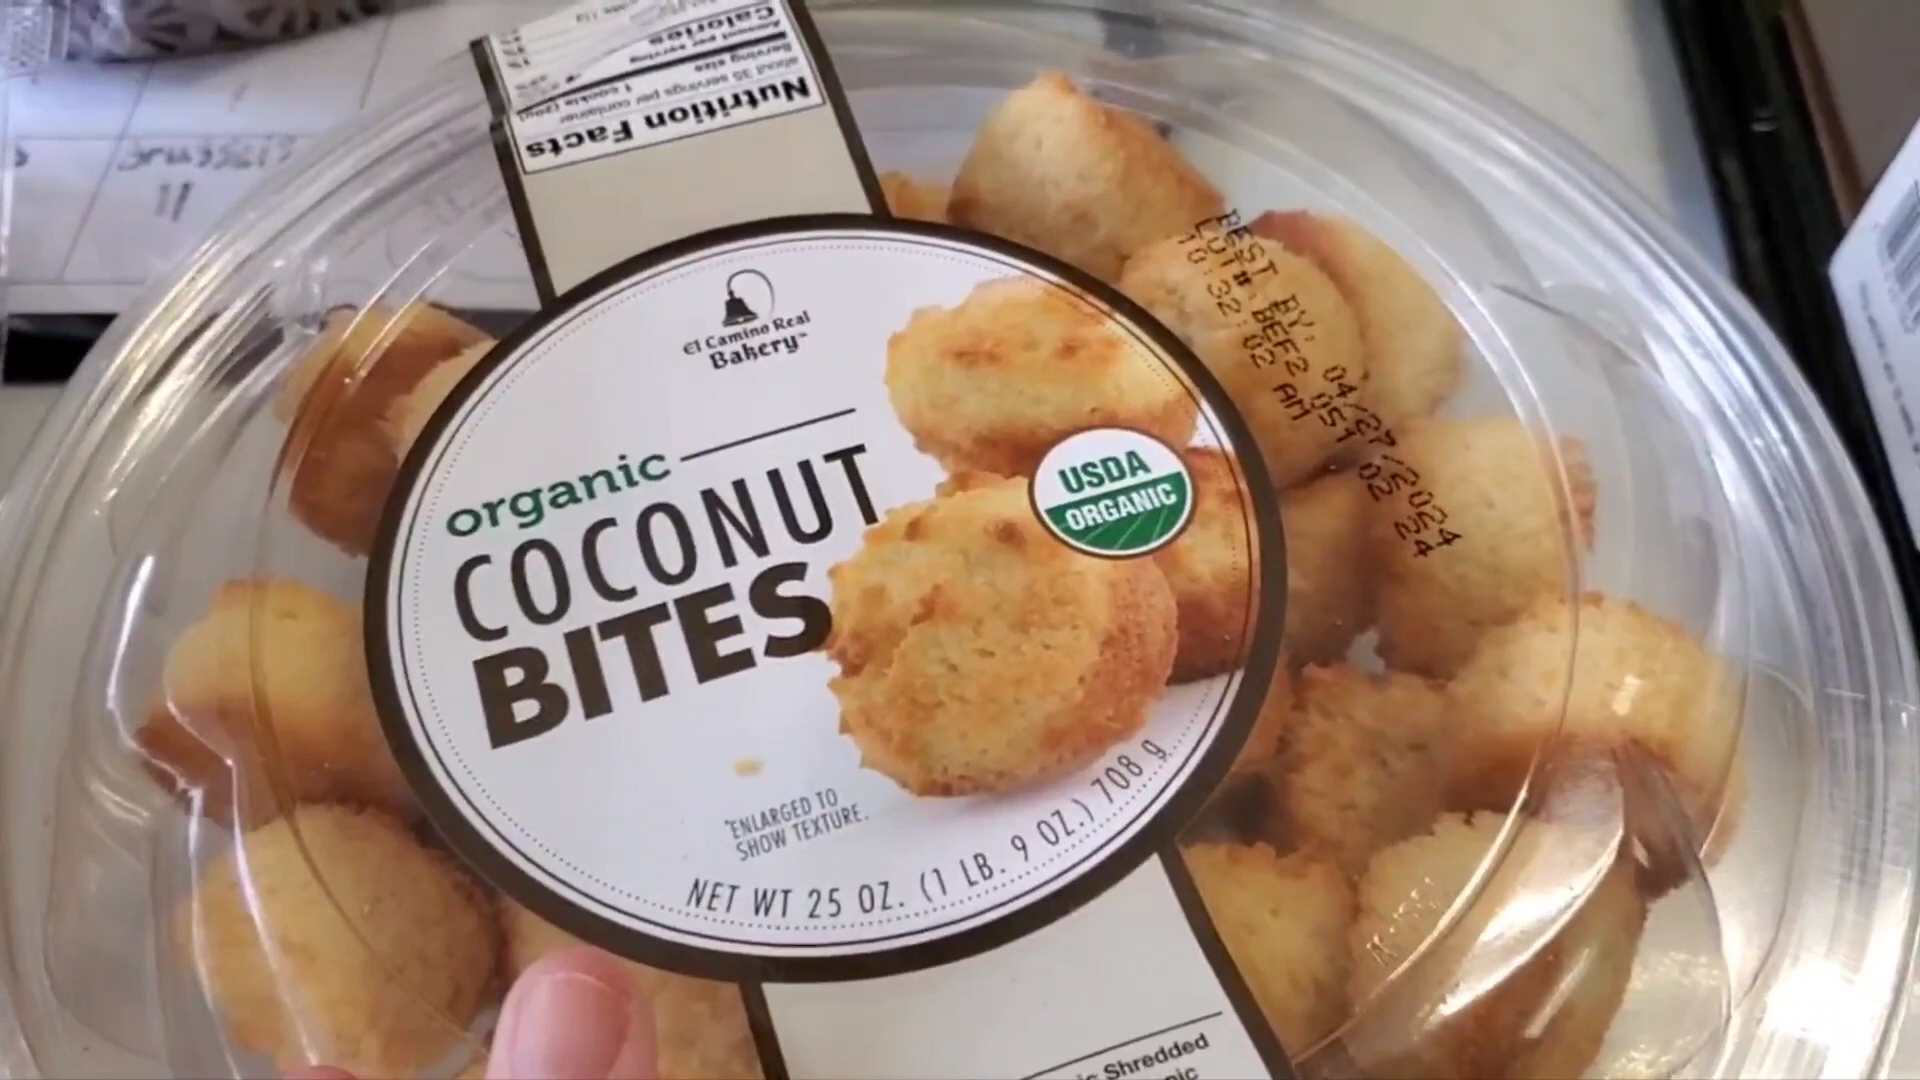 Nutrition Facts
about 35 servings per container
Serving size
1 cookie (20g)
Amount per serving
Calories
El Camino Real
Bakery™
organic
COCONUT
BITES
USDA
ORGANIC
*ENLARGED TO
SHOW TEXTURE.
NET WT 25 OZ. (1 LB. 9 OZ.) 708 g
BEST BY: 04/27/2024
LOT# BEF2 051 02 24
10:32:02 AM
Shredded